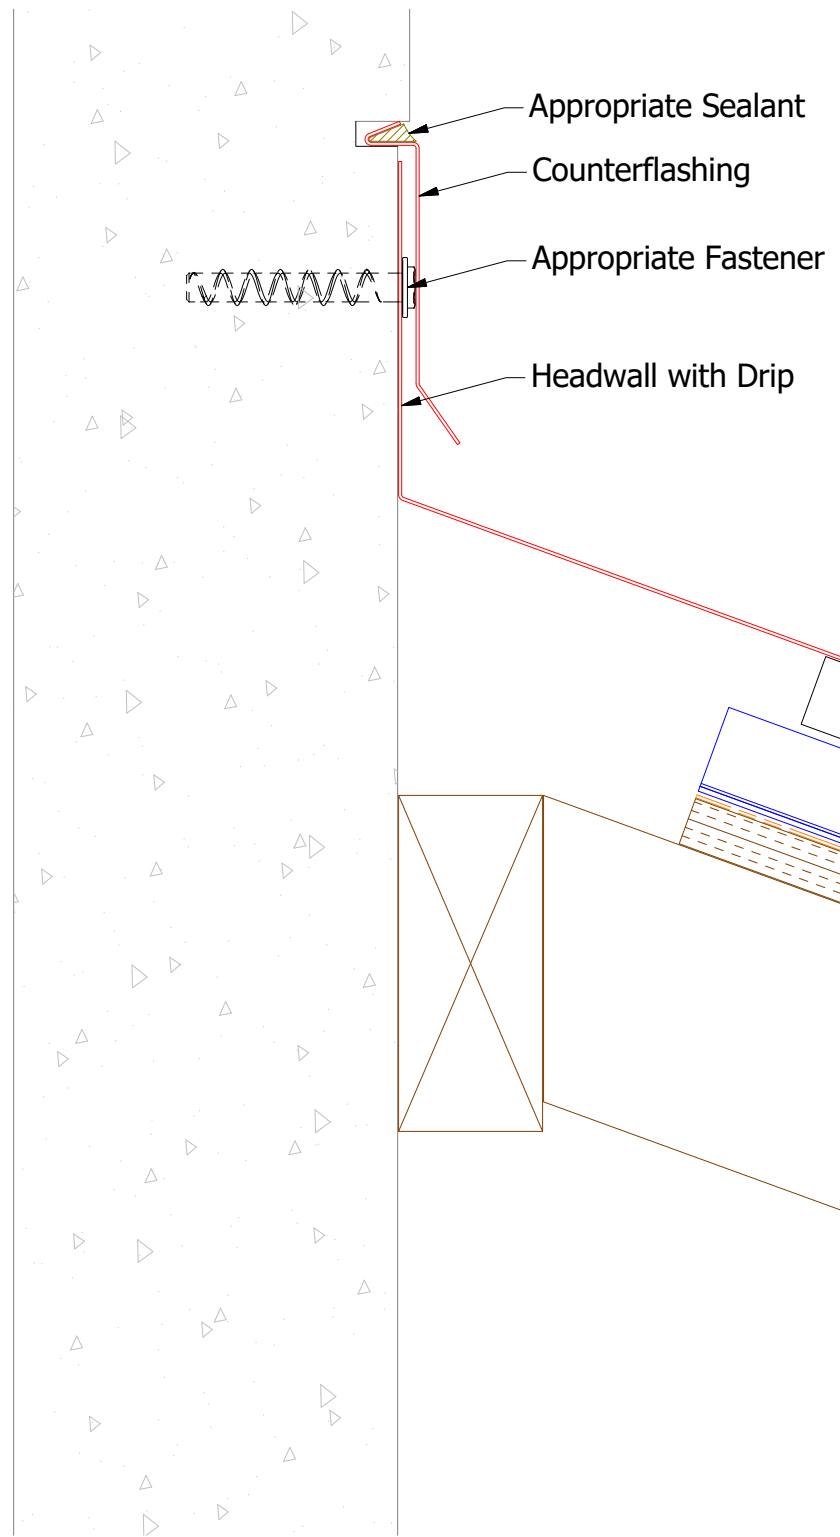 Appropriate Sealant
Counterflashing
Appropriate Fastener
Headwall with Drip